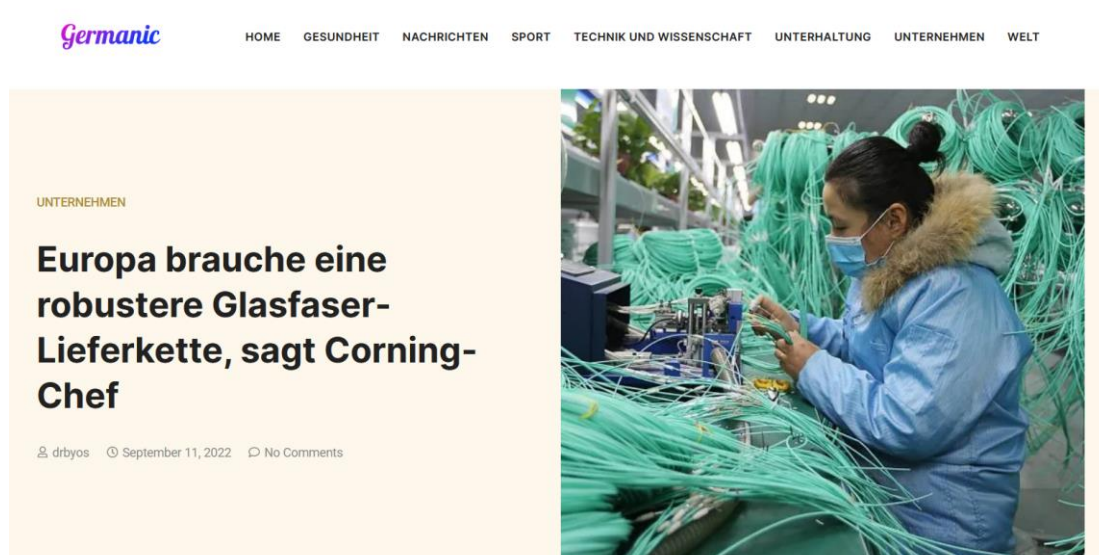 Germanic
HOME GESUNDHEIT NACHRICHTEN SPORT TECHNIK UND WISSENSCHAFT UNTERHALTUNG UNTERNEHMEN WELT
UNTERNEHMEN
Europa brauche eine
robustere Glasfaser-
Lieferkette, sagt Corning-
Chef
drbyos September 11, 2022 No Comments